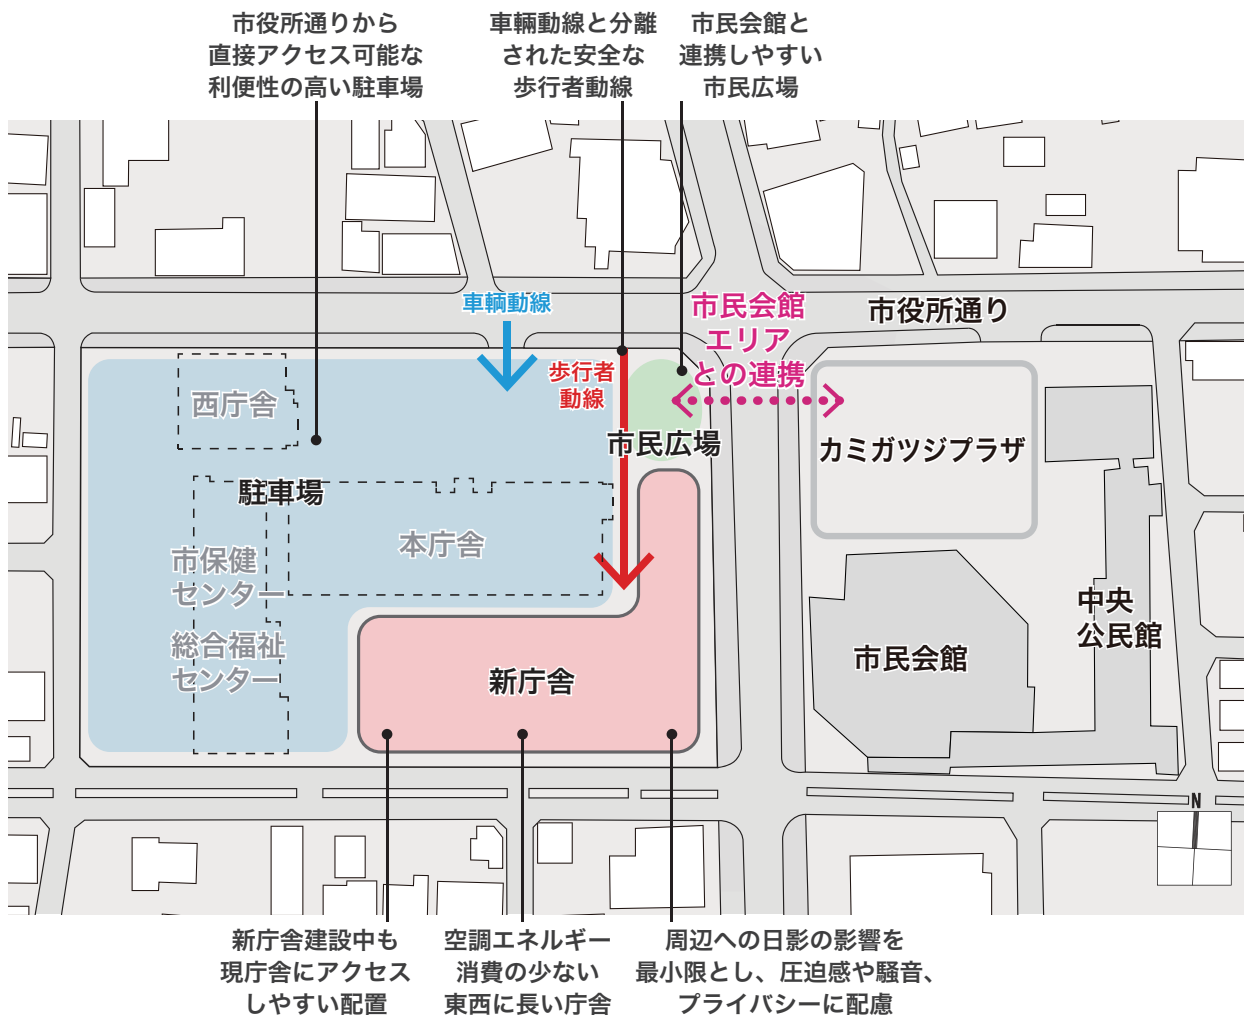 市役所通りから
直接アクセス可能な
利便性の高い駐車場
車輌動線と分離
された安全な
歩行者動線
市民会館と
連携しやすい
市民広場
車輌動線
市民会館
エリア
との連携
市役所通り
歩行者
動線
西庁舎
市民広場
カミガツジプラザ
駐車場
本庁舎
市保健
センター
総合福祉
センター
新庁舎
市民会館
中央
公民館
N
新庁舎建設中も
現庁舎にアクセス
しやすい配置
空調エネルギー
消費の少ない
東西に長い庁舎
周辺への日影の影響を
最小限とし、圧迫感や騒音、
プライバシーに配慮